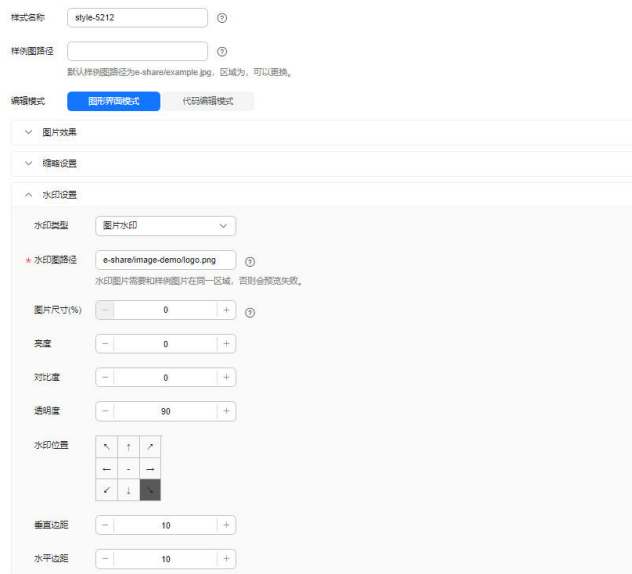 样式名称 style-5212
样例图路径
默认样例图路径为e-share/example.jpg，区域为，可以更换。
编辑模式 图形界面模式 代码编辑模式
图片效果
缩略设置
水印设置
水印类型 图片水印
* 水印图路径 e-share/image-demo/logo.png
水印图片需要和样例图片在同一区域，否则会预览失败。
图片尺寸(%) − 0 +
亮度 − 0 +
对比度 − 0 +
透明度 − 90 +
水印位置
↖ ↑ ↗
← · →
↙ ↓ ↘
垂直边距 − 10 +
水平边距 − 10 +